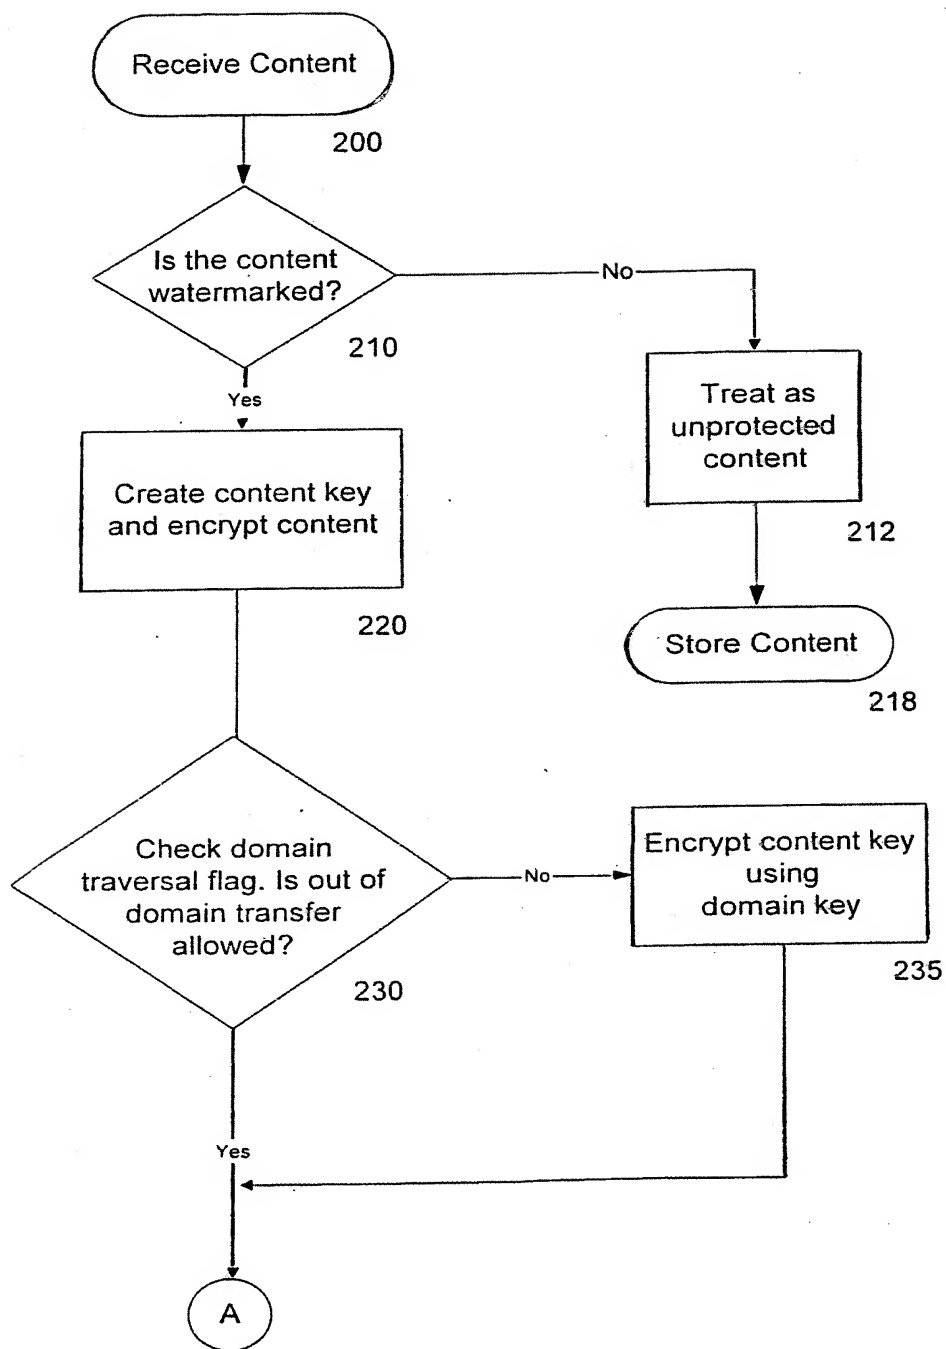 Receive Content
200
Is the content
watermarked?
210
No
Yes
Treat as
unprotected
content
212
Create content key
and encrypt content
220
Store Content
218
Check domain
traversal flag. Is out of
domain transfer
allowed?
230
No
Encrypt content key
using
domain key
235
Yes
A